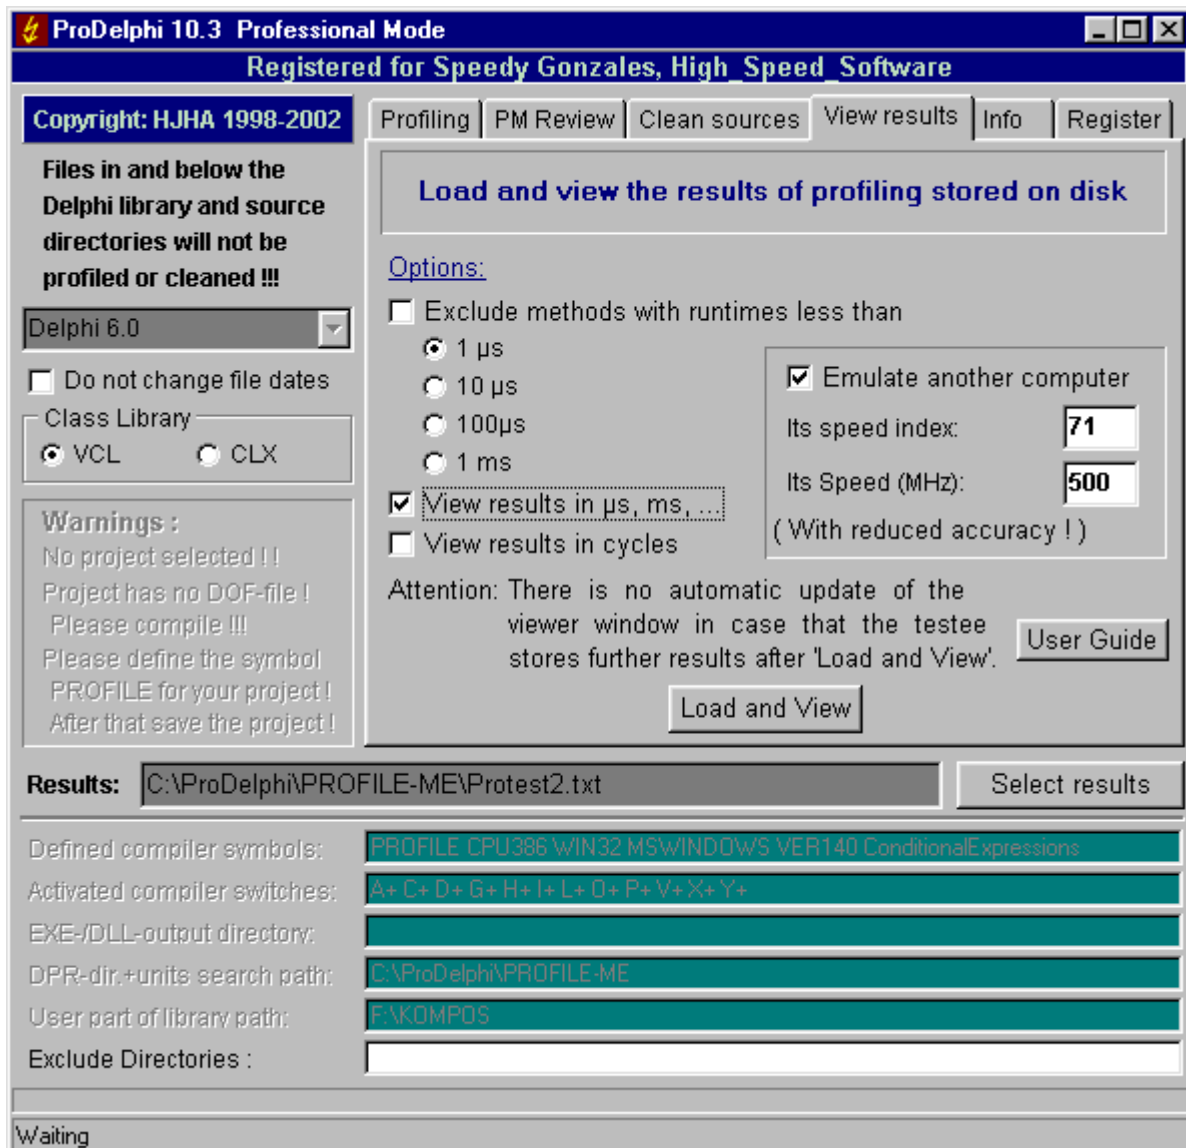 ProDelphi 10.3 Professional Mode
Registered for Speedy Gonzales, High_Speed_Software
Copyright: HJHA 1998-2002
Files in and below the
Delphi library and source
directories will not be
profiled or cleaned !!!
Delphi 6.0
Do not change file dates
Class Library
VCL CLX
Warnings :
No project selected ! !
Project has no DOF-file !
Please compile !!!
Please define the symbol
PROFILE for your project !
After that save the project !
Profiling PM Review Clean sources View results Info Register
Load and view the results of profiling stored on disk
Options:
Exclude methods with runtimes less than
1 µs
10 µs
100µs
1 ms
View results in µs, ms, ...
View results in cycles
Emulate another computer
Its speed index: 71
Its Speed (MHz): 500
( With reduced accuracy ! )
Attention: There is no automatic update of the
viewer window in case that the testee
stores further results after 'Load and View'.
User Guide
Load and View
Results: C:\ProDelphi\PROFILE-ME\Protest2.txt Select results
Defined compiler symbols: PROFILE CPU386 WIN32 MSWINDOWS VER140 ConditionalExpressions
Activated compiler switches: A+ C+ D+ G+ H+ I+ L+ O+ P+ V+ X+ Y+
EXE-/DLL-output directory:
DPR-dir.+units search path: C:\ProDelphi\PROFILE-ME
User part of library path: F:\KOMPOS
Exclude Directories :
Waiting